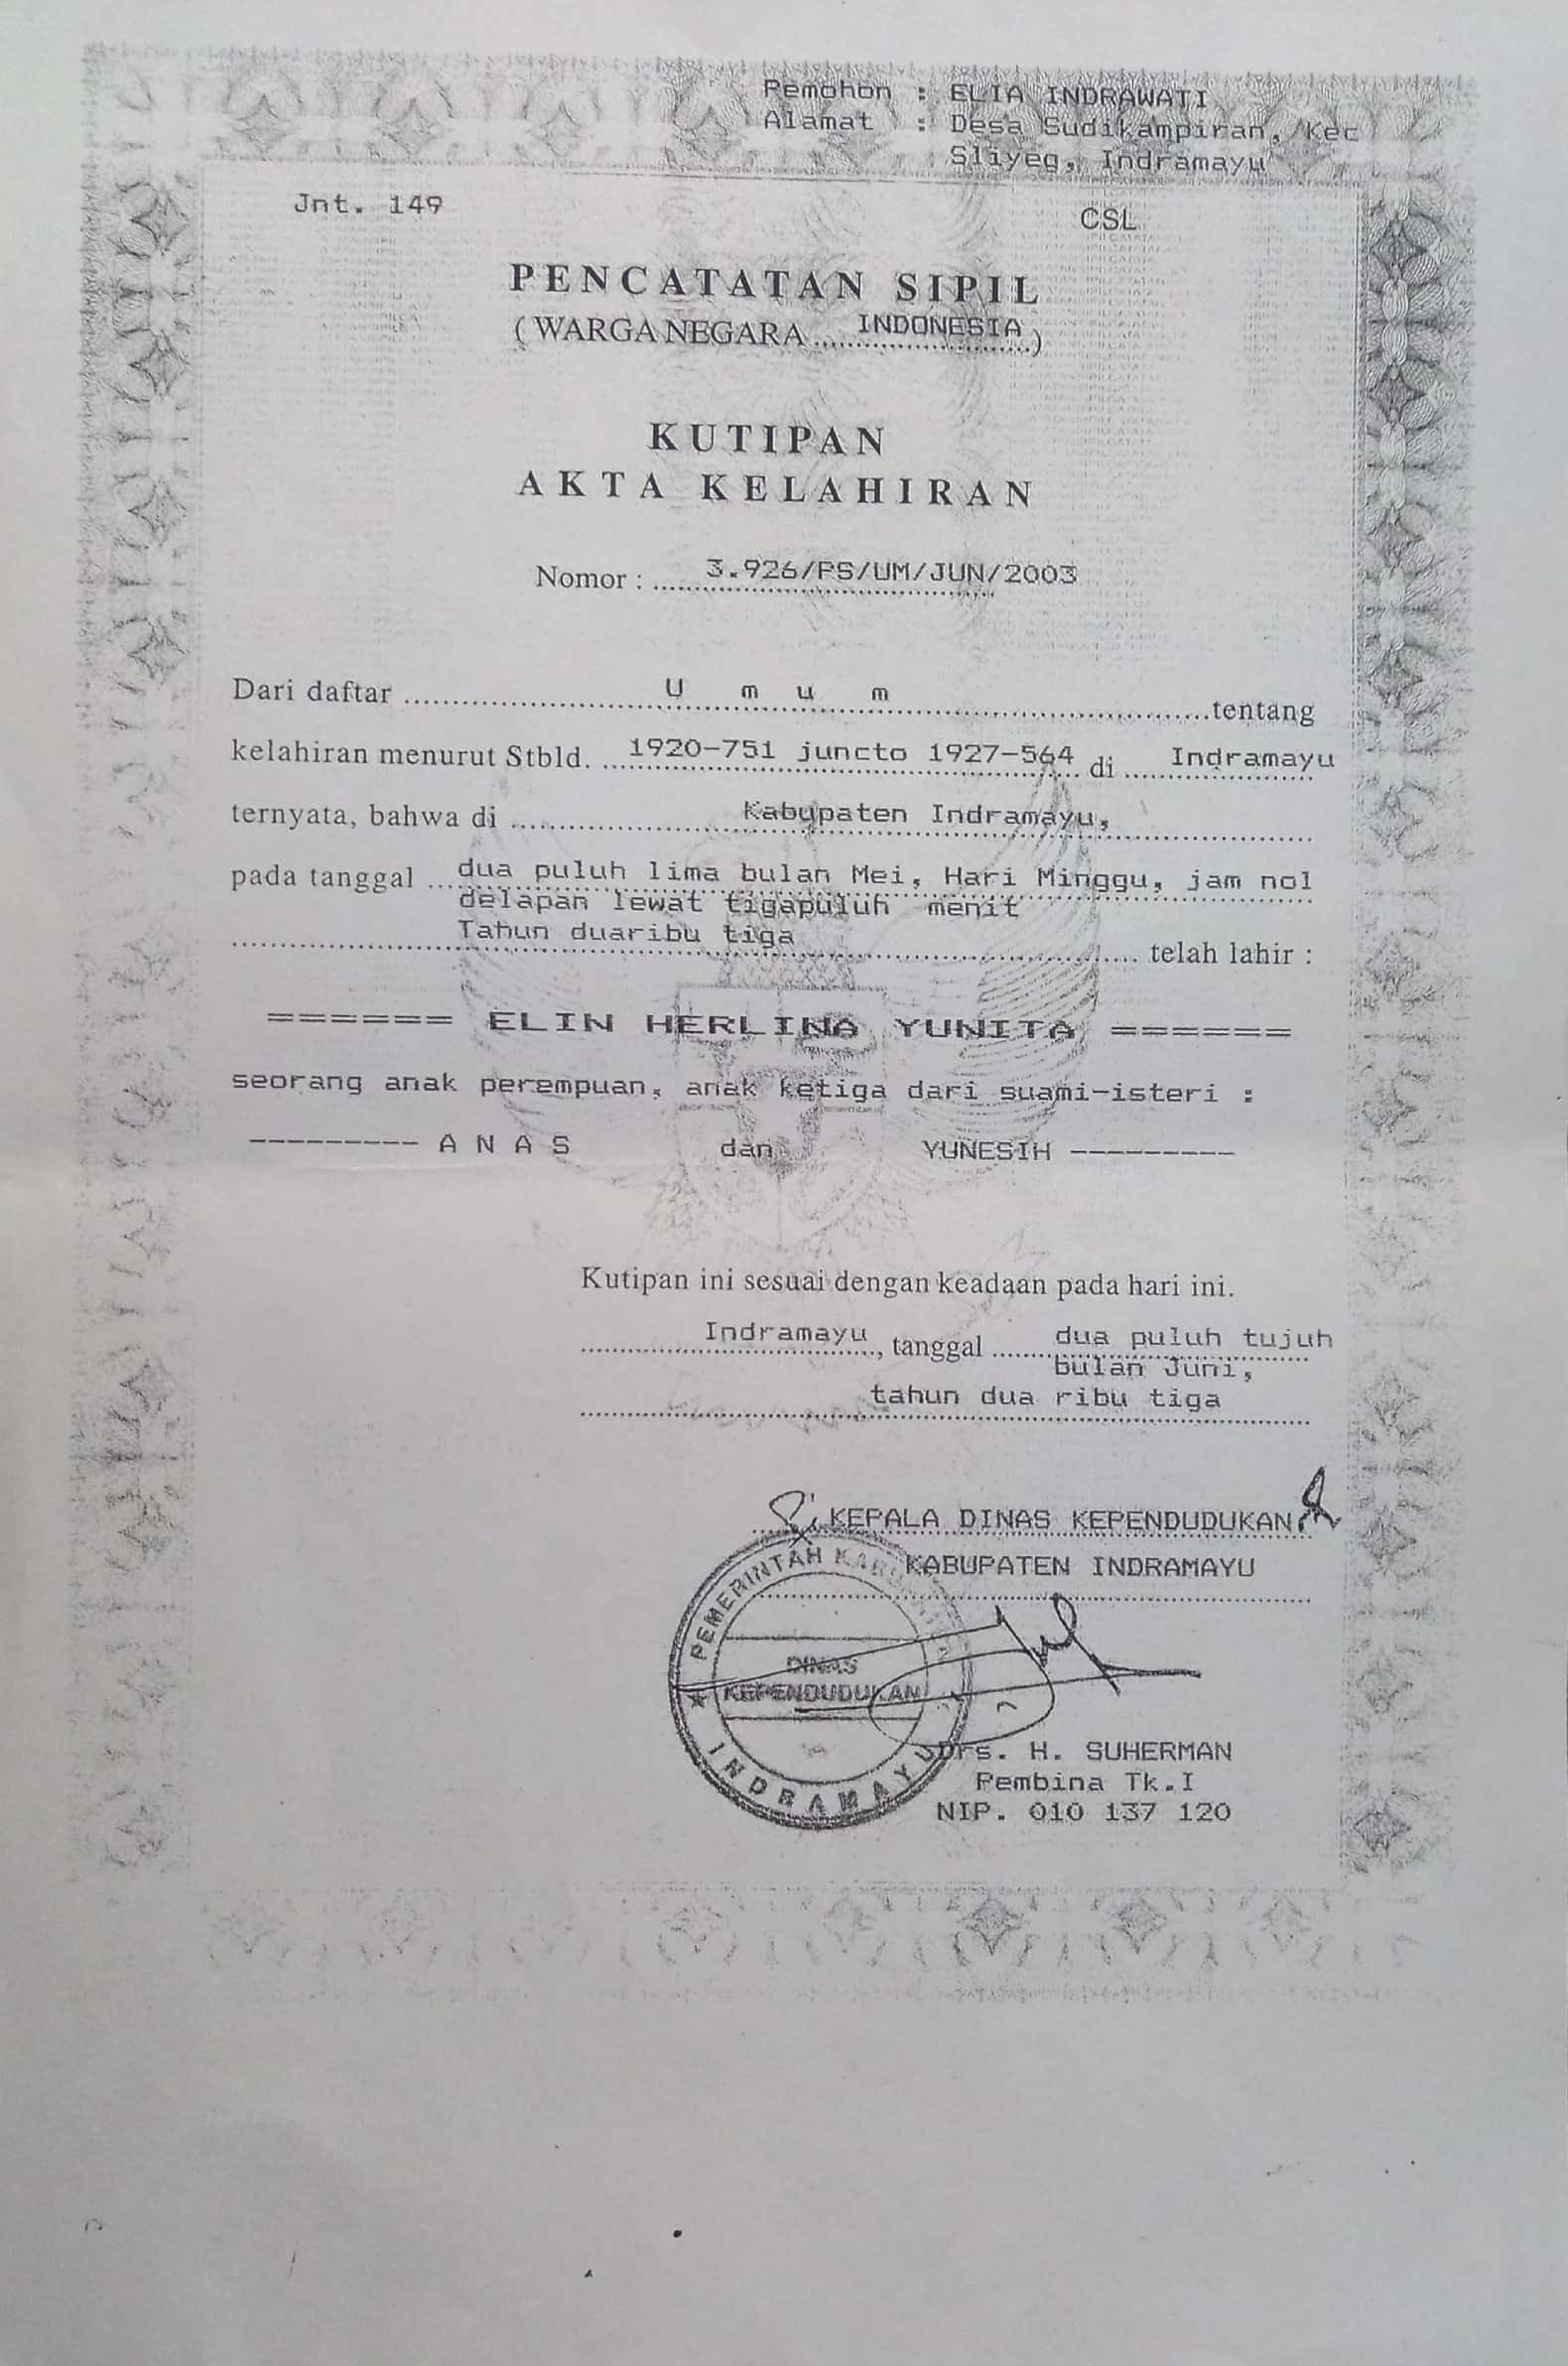 Pemohon : ELIA INDRAWATI
Alamat : Desa Sudikampiran, Kec
Sliyeg, Indramayu
Jnt. 149
CSL
PENCATATAN SIPIL
( WARGA NEGARA ..... INDONESIA )
KUTIPAN
AKTA KELAHIRAN
Nomor : ..... 3.926/PS/UM/JUN/2003
Dari daftar ..... U m u m ..... tentang
kelahiran menurut Stbld. ... 1920-751 juncto 1927-564 di ..... Indramayu
ternyata, bahwa di ..... Kabupaten Indramayu,
pada tanggal ... dua puluh lima bulan Mei, Hari Minggu, jam nol
delapan lewat tigapuluh menit
Tahun duaribu tiga ..... telah lahir :
====== ELIN HERLINA YUNITA ======
seorang anak perempuan, anak ketiga dari suami-isteri :
--------- A N A S dan YUNESIH ---------
Kutipan ini sesuai dengan keadaan pada hari ini.
Indramayu, tanggal ..... dua puluh tujuh
bulan Juni,
tahun dua ribu tiga
KEPALA DINAS KEPENDUDUKAN
KABUPATEN INDRAMAYU
PEMERINTAH
DINAS
KEPENDUDUKAN
INDRAMAYU
Drs. H. SUHERMAN
Pembina Tk.I
NIP. 010 137 120